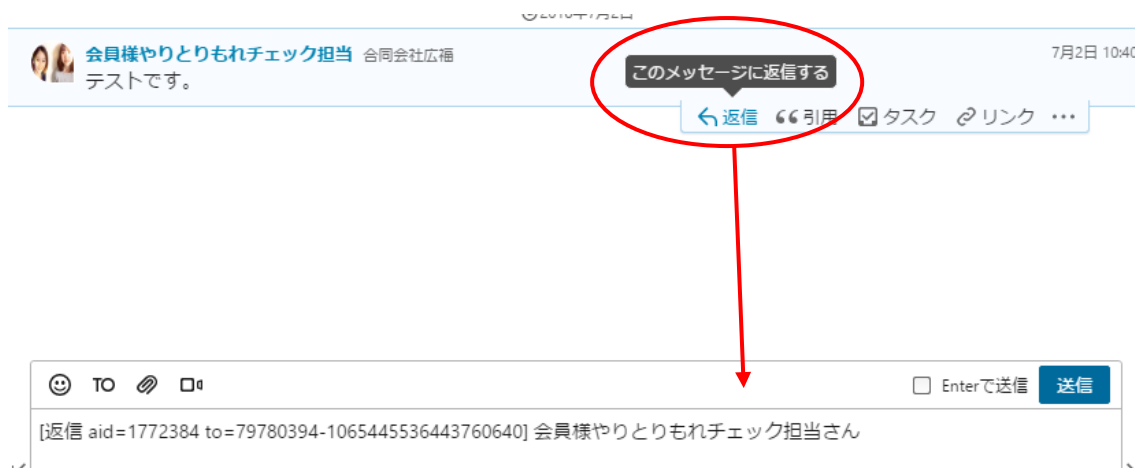 会員様やりとりもれチェック担当 合同会社広福
7月2日 10:40
テストです。
このメッセージに返信する
返信 引用 タスク リンク ...
TO
Enterで送信 送信
[返信 aid=1772384 to=79780394-1065445536443760640] 会員様やりとりもれチェック担当さん